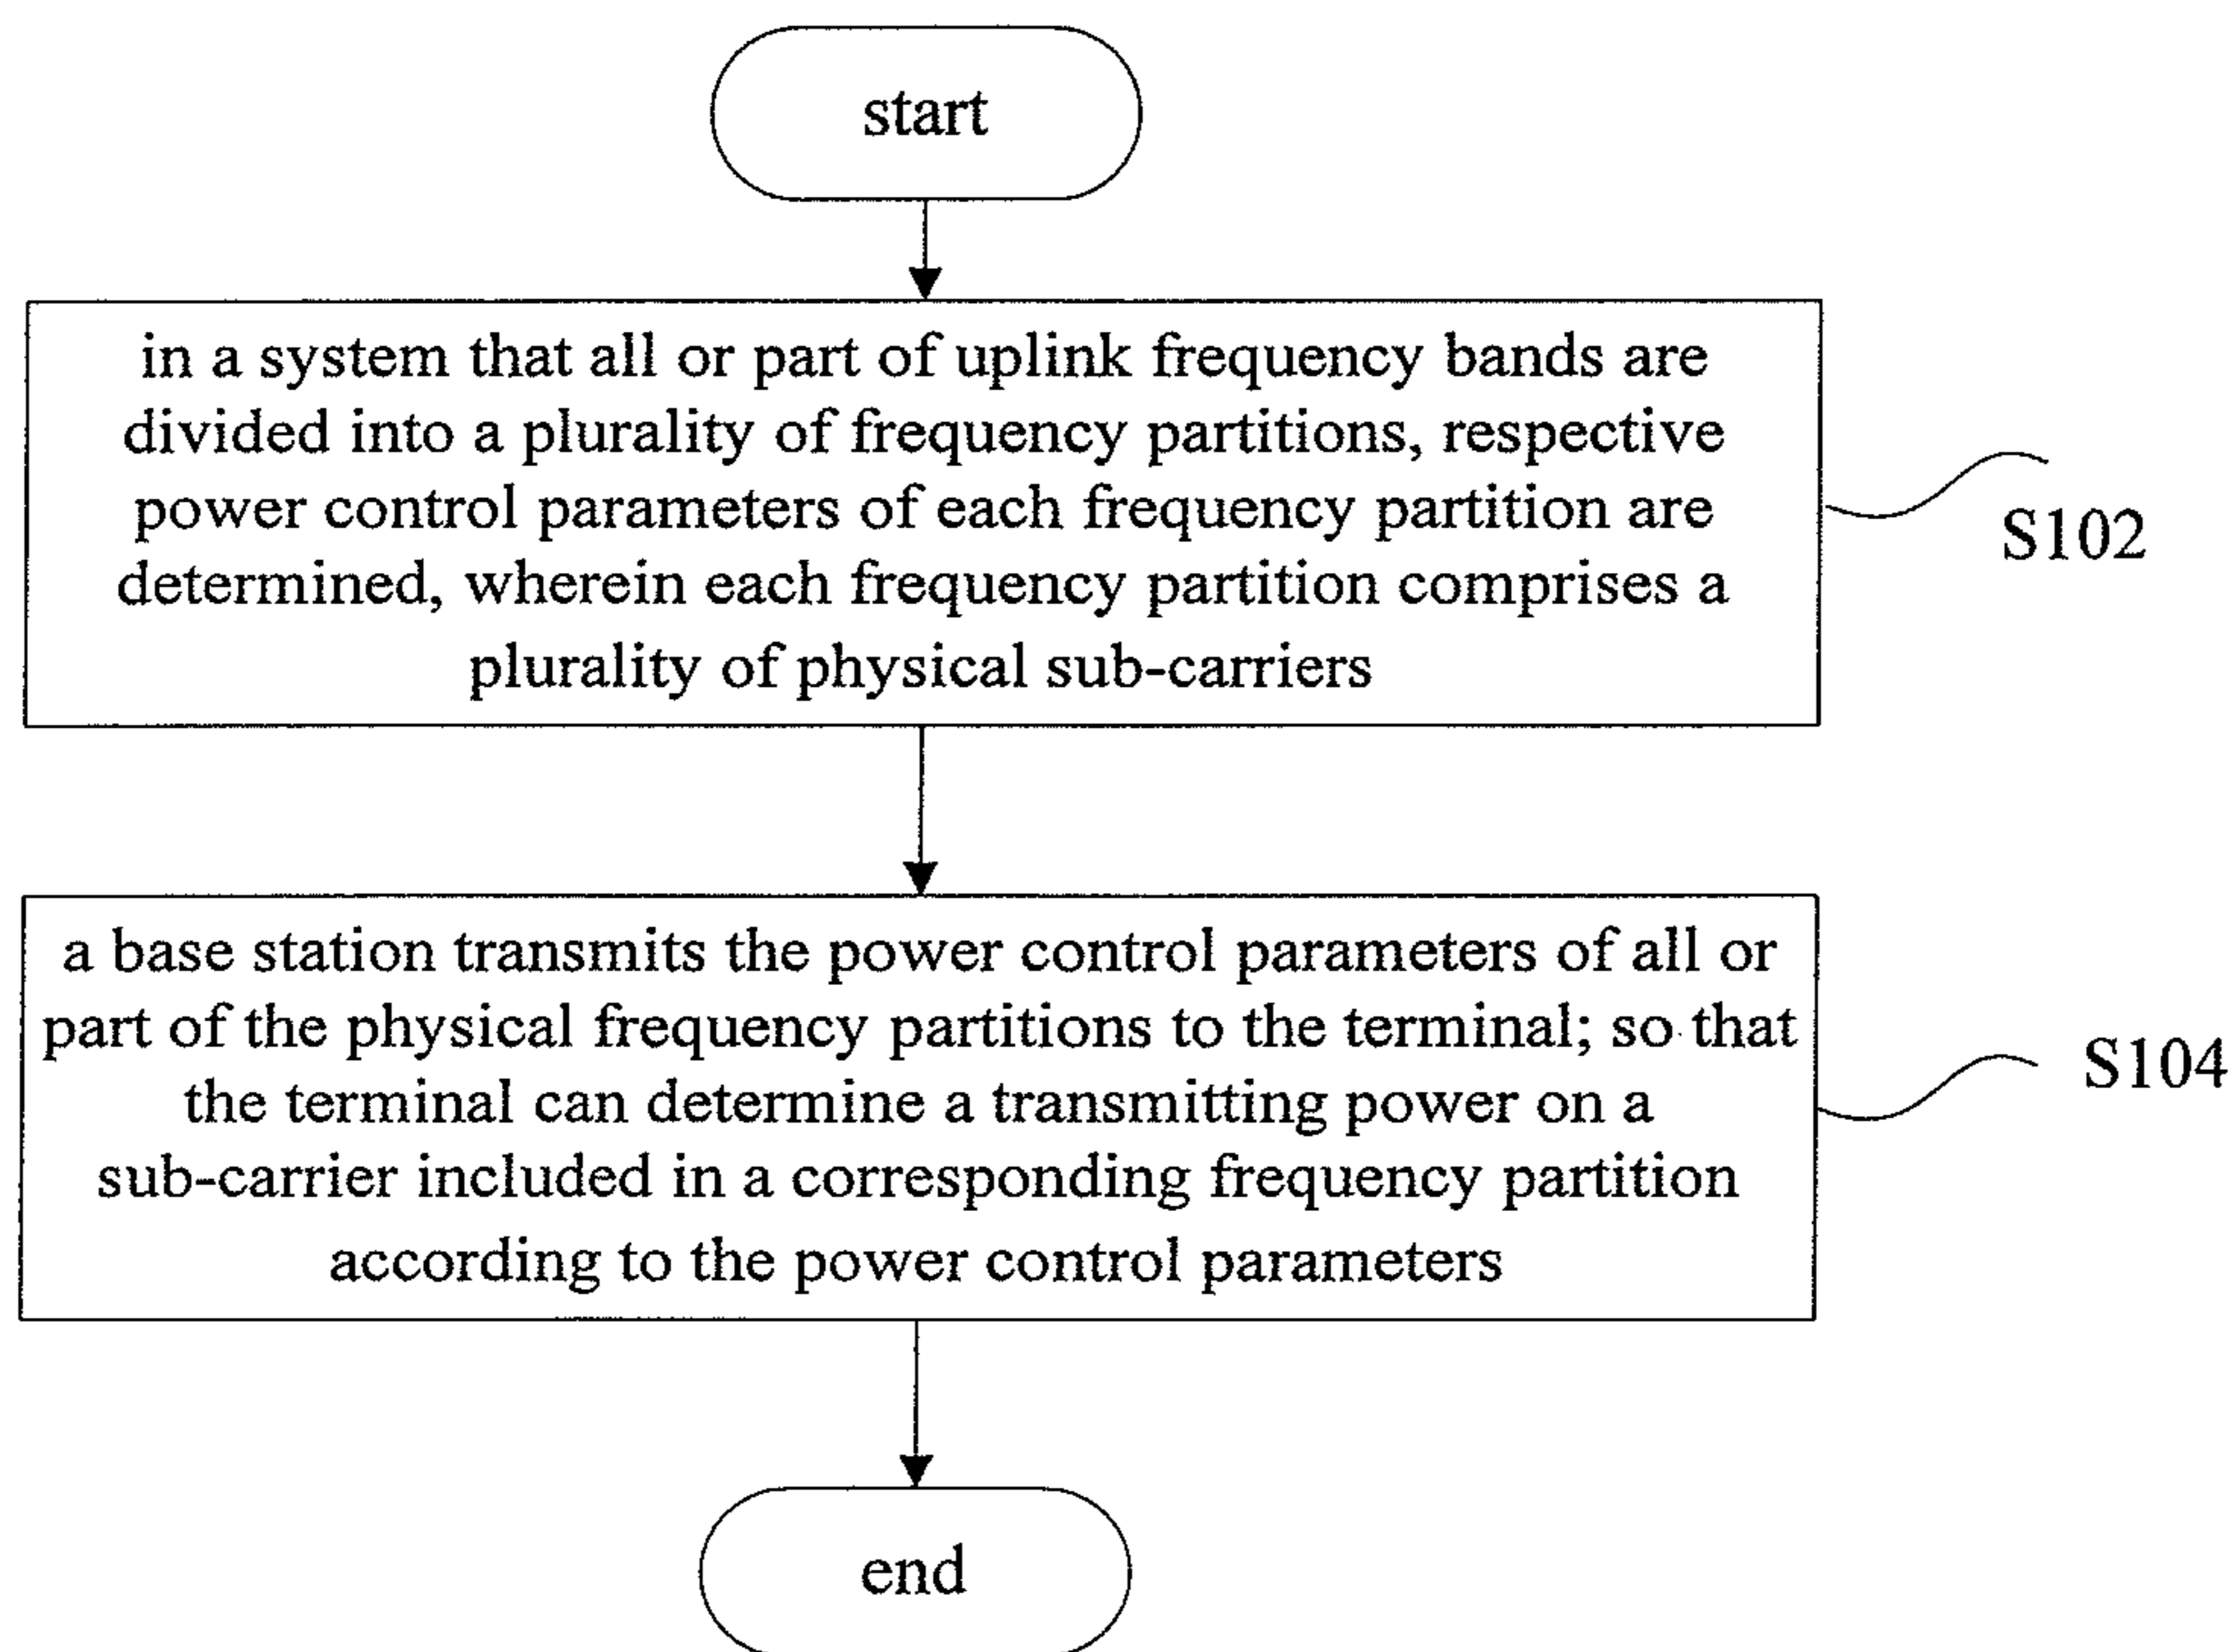 start
in a system that all or part of uplink frequency bands are
divided into a plurality of frequency partitions, respective
power control parameters of each frequency partition are
determined, wherein each frequency partition comprises a
plurality of physical sub-carriers
S102
a base station transmits the power control parameters of all or
part of the physical frequency partitions to the terminal; so that
the terminal can determine a transmitting power on a
sub-carrier included in a corresponding frequency partition
according to the power control parameters
S104
end